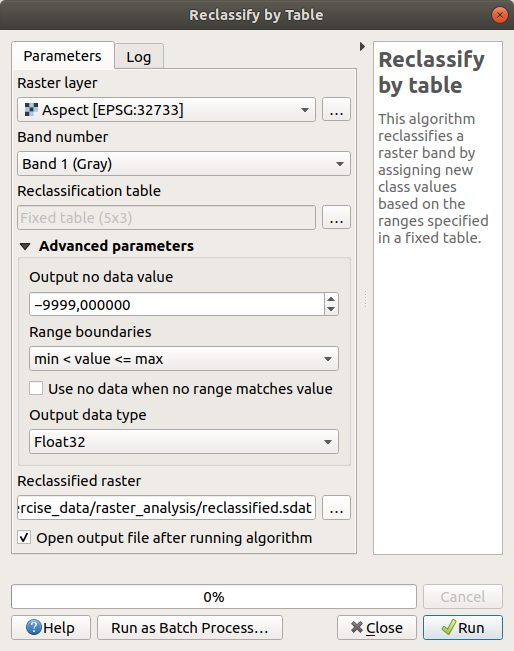 Reclassify by Table
Parameters
Log
Raster layer
Aspect [EPSG:32733]
...
Band number
Band 1 (Gray)
Reclassification table
Fixed table (5x3)
...
Advanced parameters
Output no data value
−9999,000000
Range boundaries
min < value <= max
Use no data when no range matches value
Output data type
Float32
Reclassified raster
ercise_data/raster_analysis/reclassified.sdat
...
Open output file after running algorithm
Reclassify
by table
This algorithm
reclassifies a
raster band by
assigning new
class values
based on the
ranges specified
in a fixed table.
0%
Cancel
Help
Run as Batch Process...
Close
Run